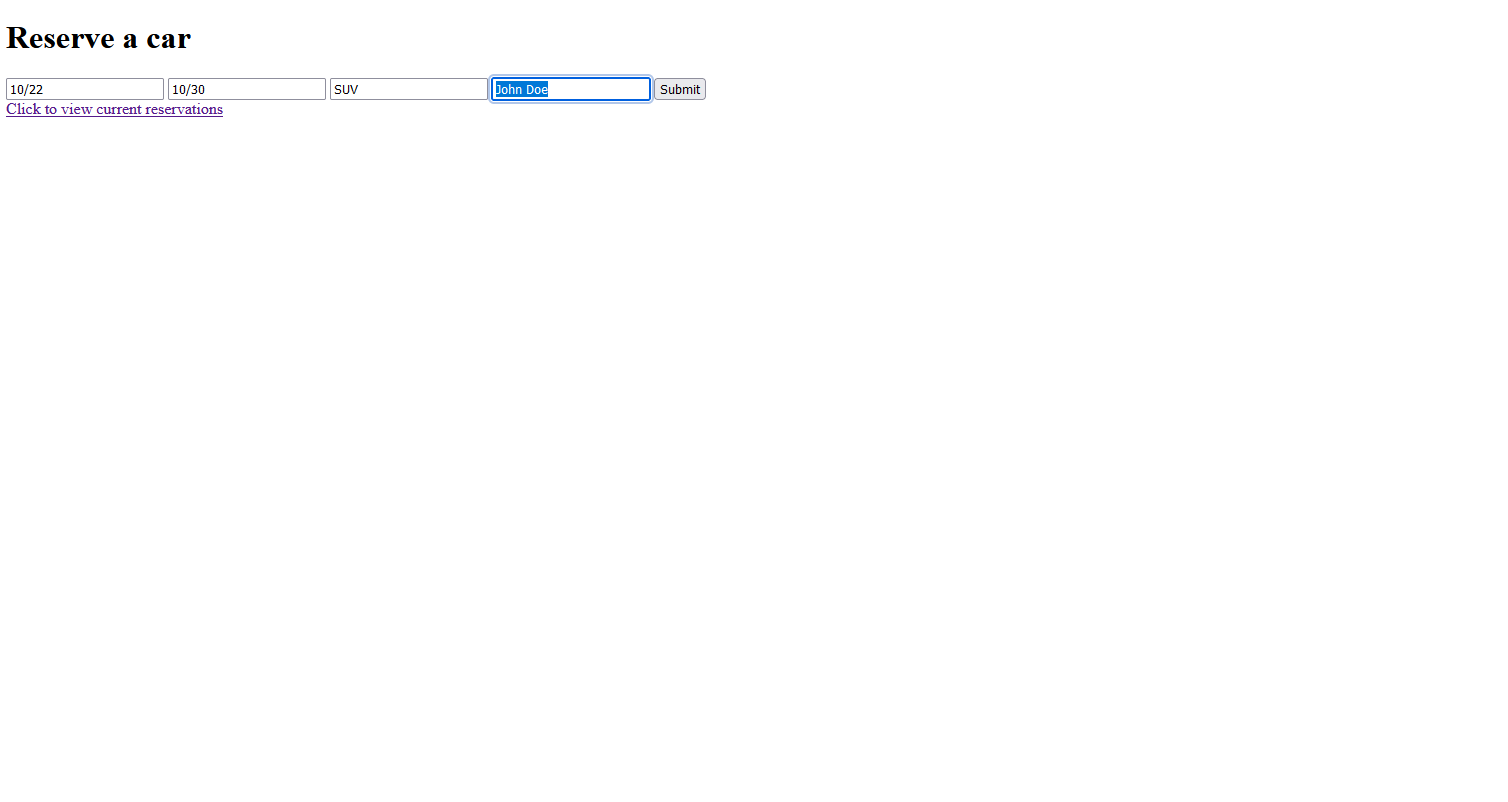 Reserve a car
10/22 10/30 SUV John Doe Submit
Click to view current reservations